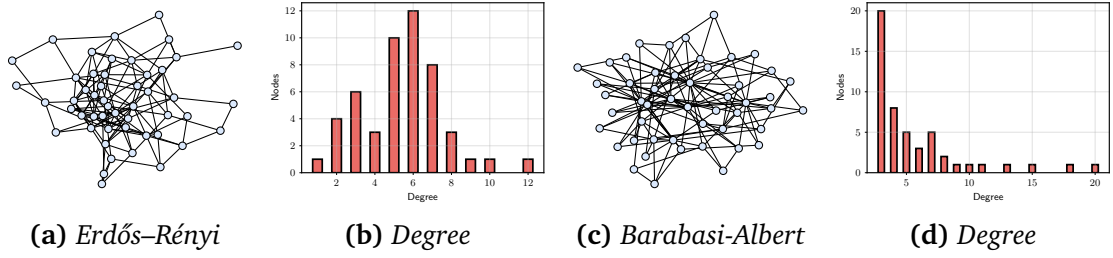 12
10
8
6
4
2
0
Nodes
2 4 6 8 10 12
Degree
20
15
10
5
0
Nodes
5 10 15 20
Degree
(a) Erdős–Rényi
(b) Degree
(c) Barabasi-Albert
(d) Degree